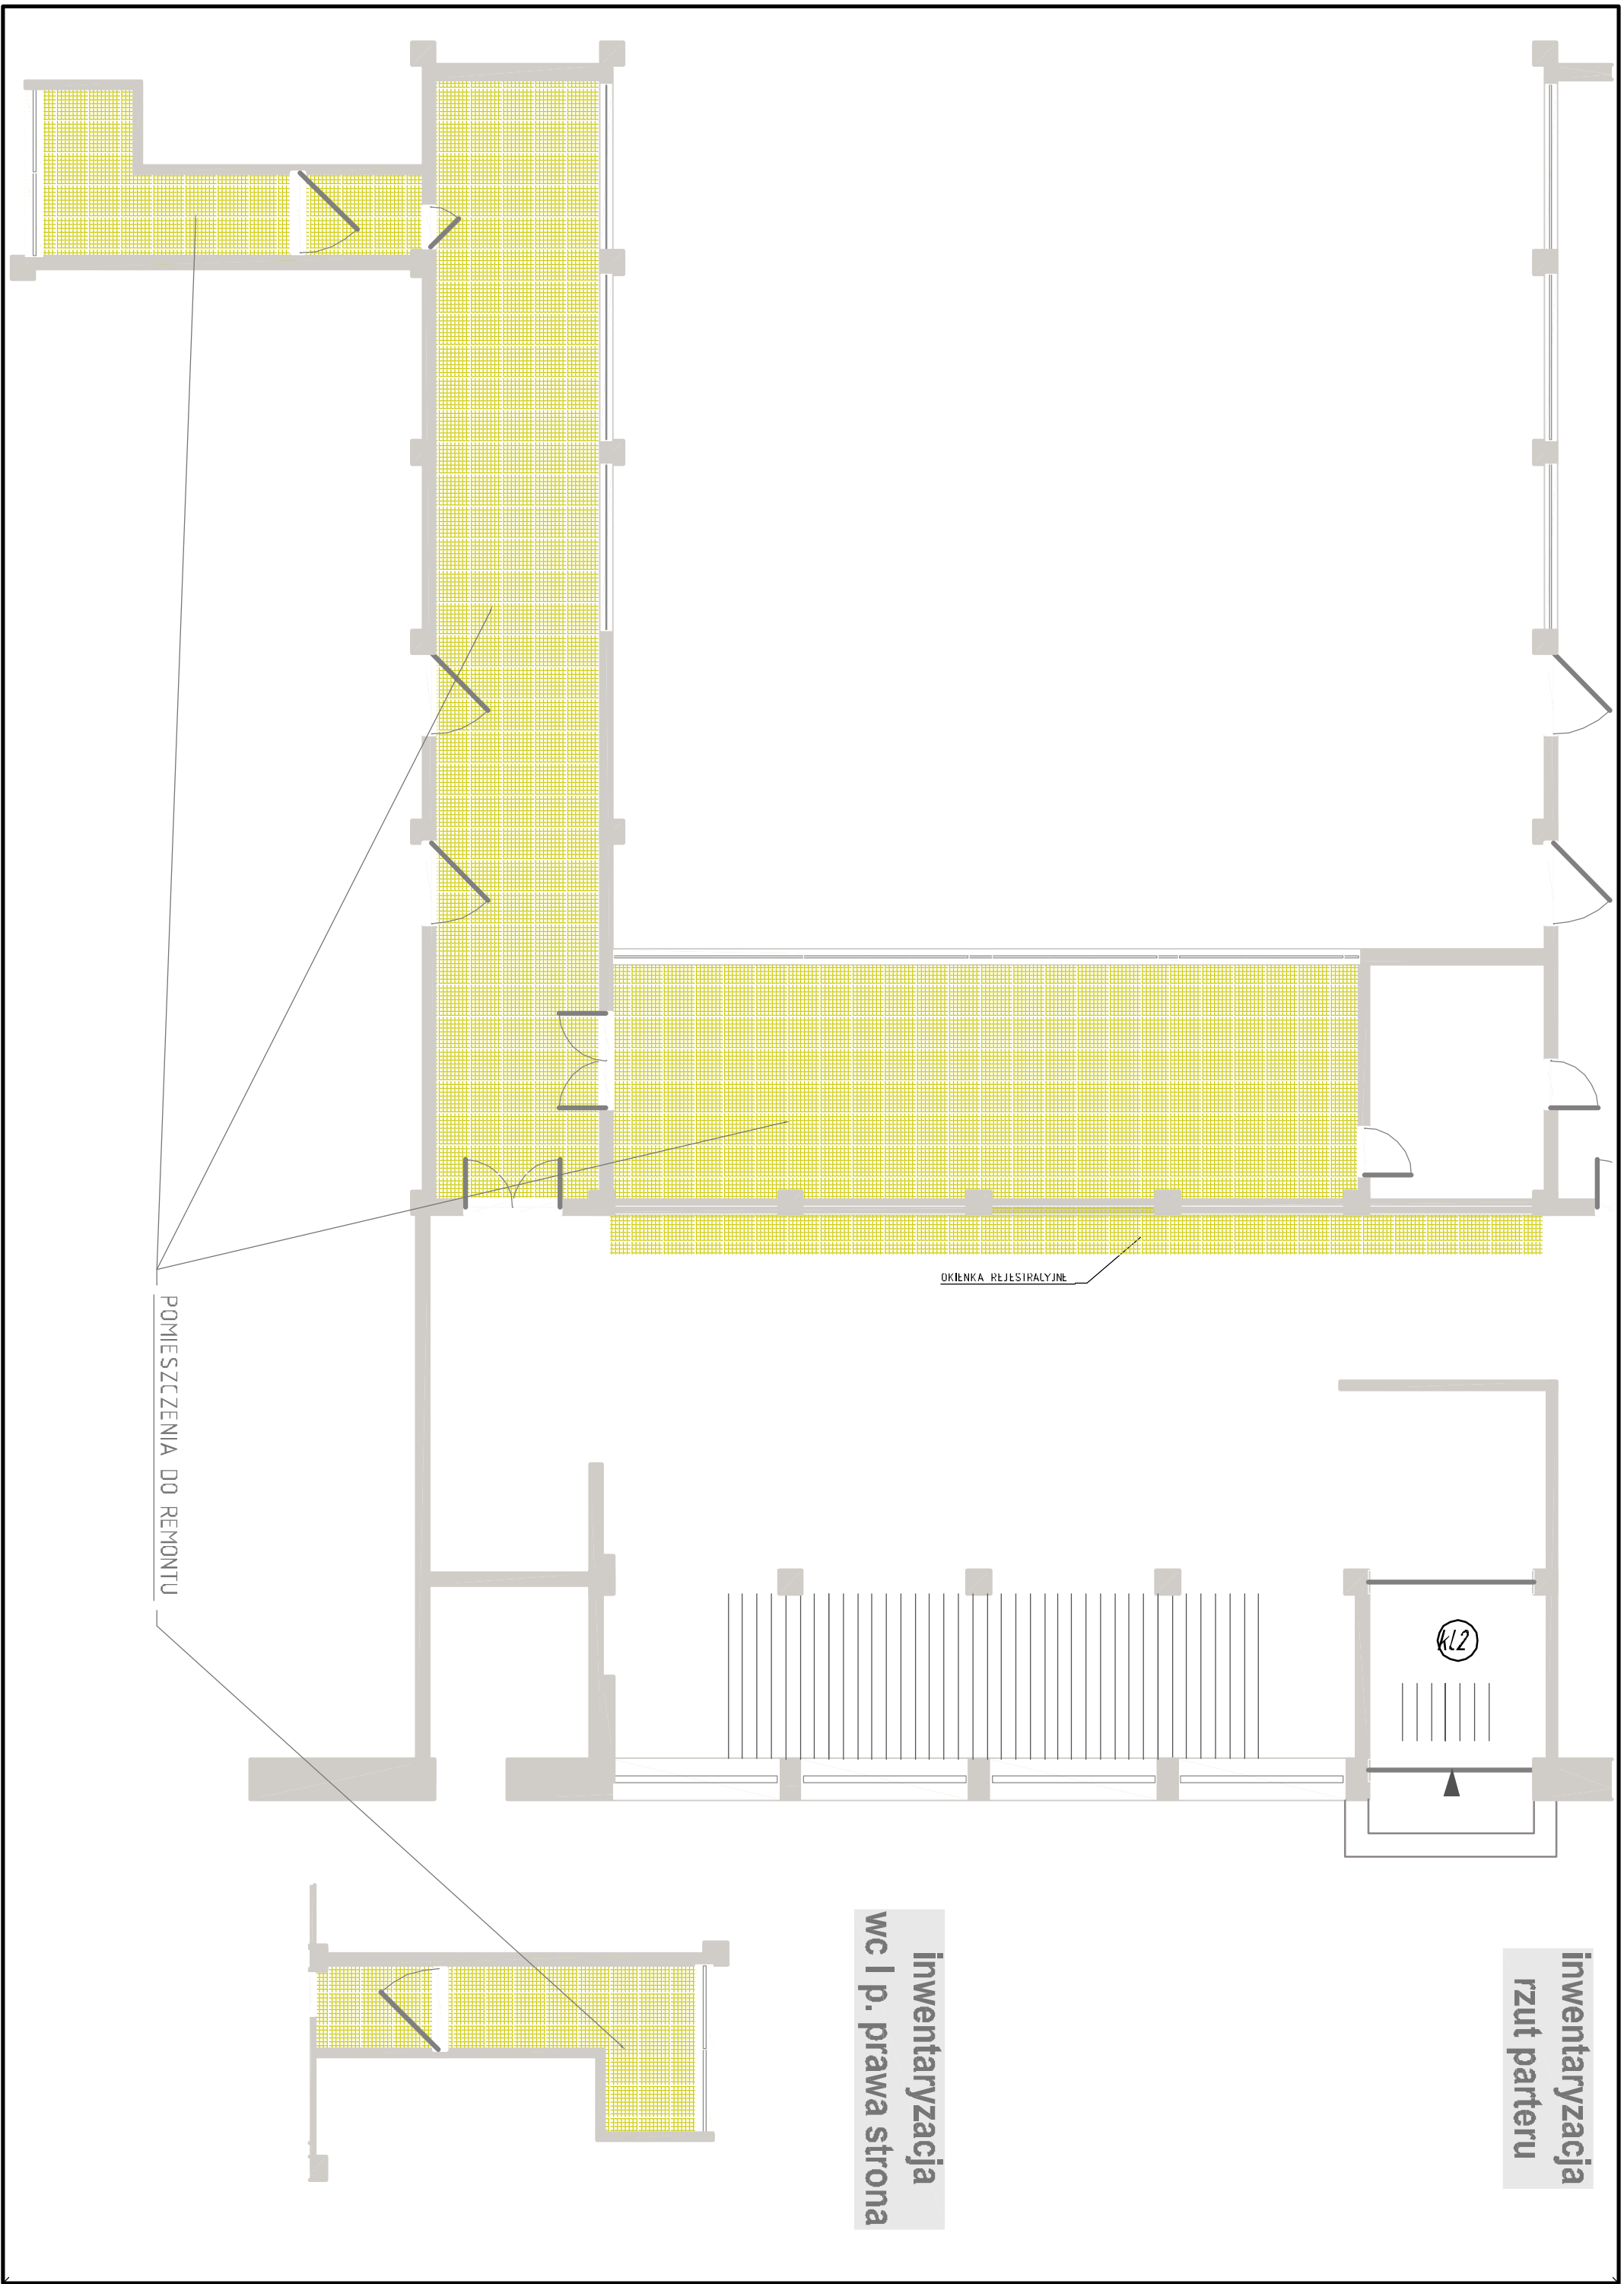 inwentaryzacja
rzut parteru
inwentaryzacja
wc I p. prawa strona
KL2
OKIENKA REJESTRACYJNE
POMIESZCZENIA DO REMONTU